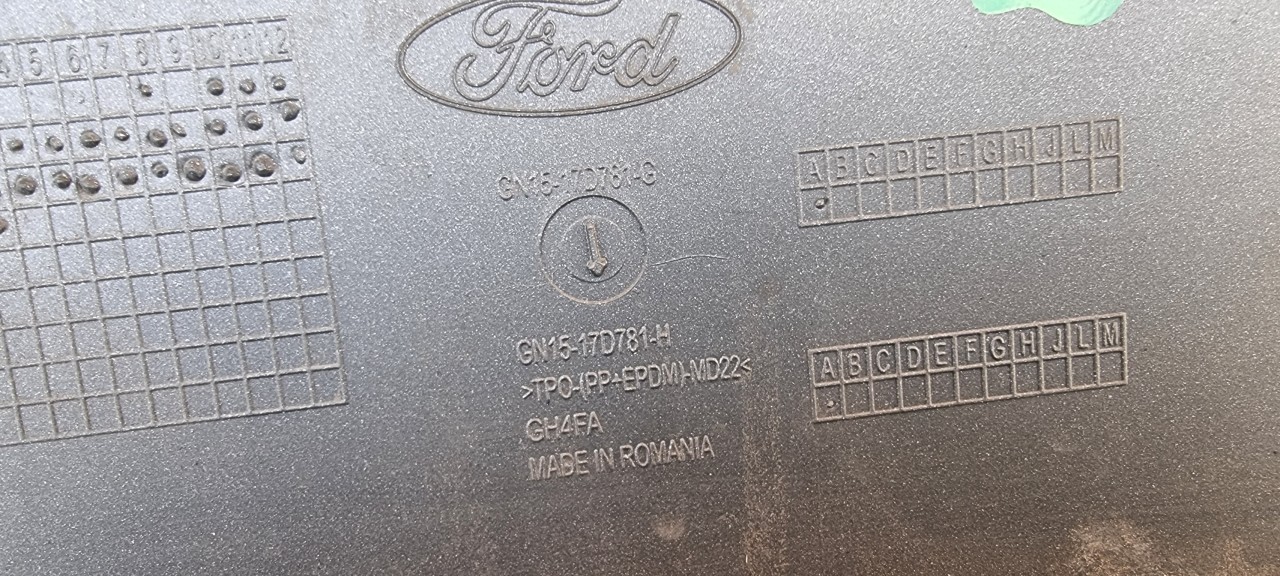 4 5 6 7 8 9 10 11 12
Ford
GN15-17D781-G
A B C D E F G H J L M
GN15-17D781-H
>TPO-(PP+EPDM)-MD22<
GH4FA
MADE IN ROMANIA
A B C D E F G H J L M